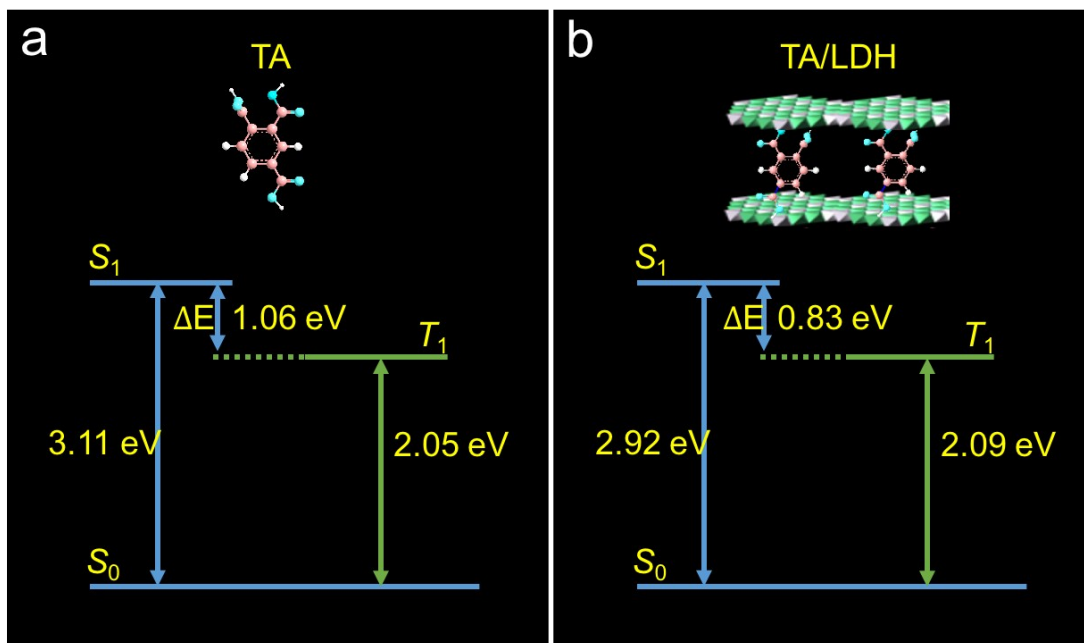 a
TA
S₁
ΔE 1.06 eV
T₁
3.11 eV
2.05 eV
S₀
b
TA/LDH
S₁
ΔE 0.83 eV
T₁
2.92 eV
2.09 eV
S₀